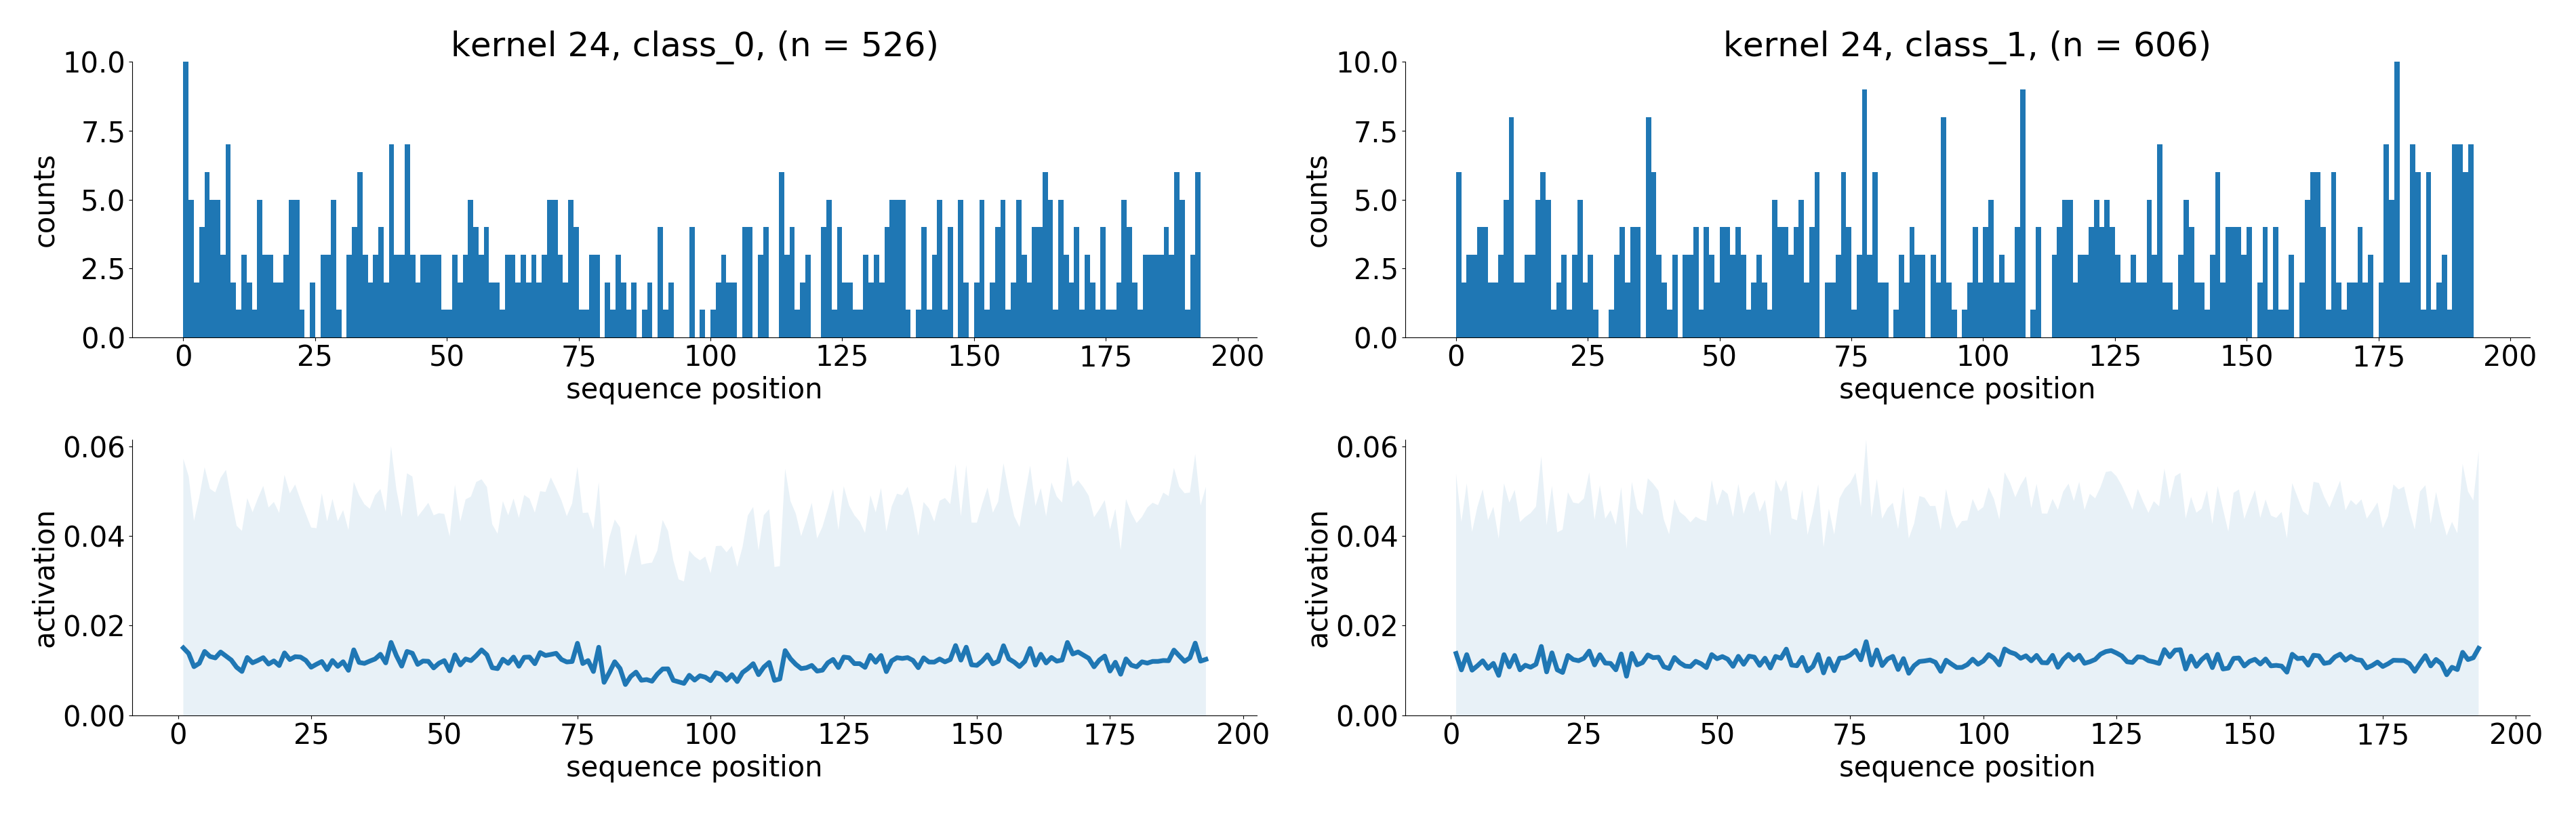 kernel 24, class_0, (n = 526)
counts
10.0
7.5
5.0
2.5
0.0
0 25 50 75 100 125 150 175 200
sequence position
kernel 24, class_1, (n = 606)
counts
10.0
7.5
5.0
2.5
0.0
0 25 50 75 100 125 150 175 200
sequence position
activation
0.06
0.04
0.02
0.00
0 25 50 75 100 125 150 175 200
sequence position
activation
0.06
0.04
0.02
0.00
0 25 50 75 100 125 150 175 200
sequence position